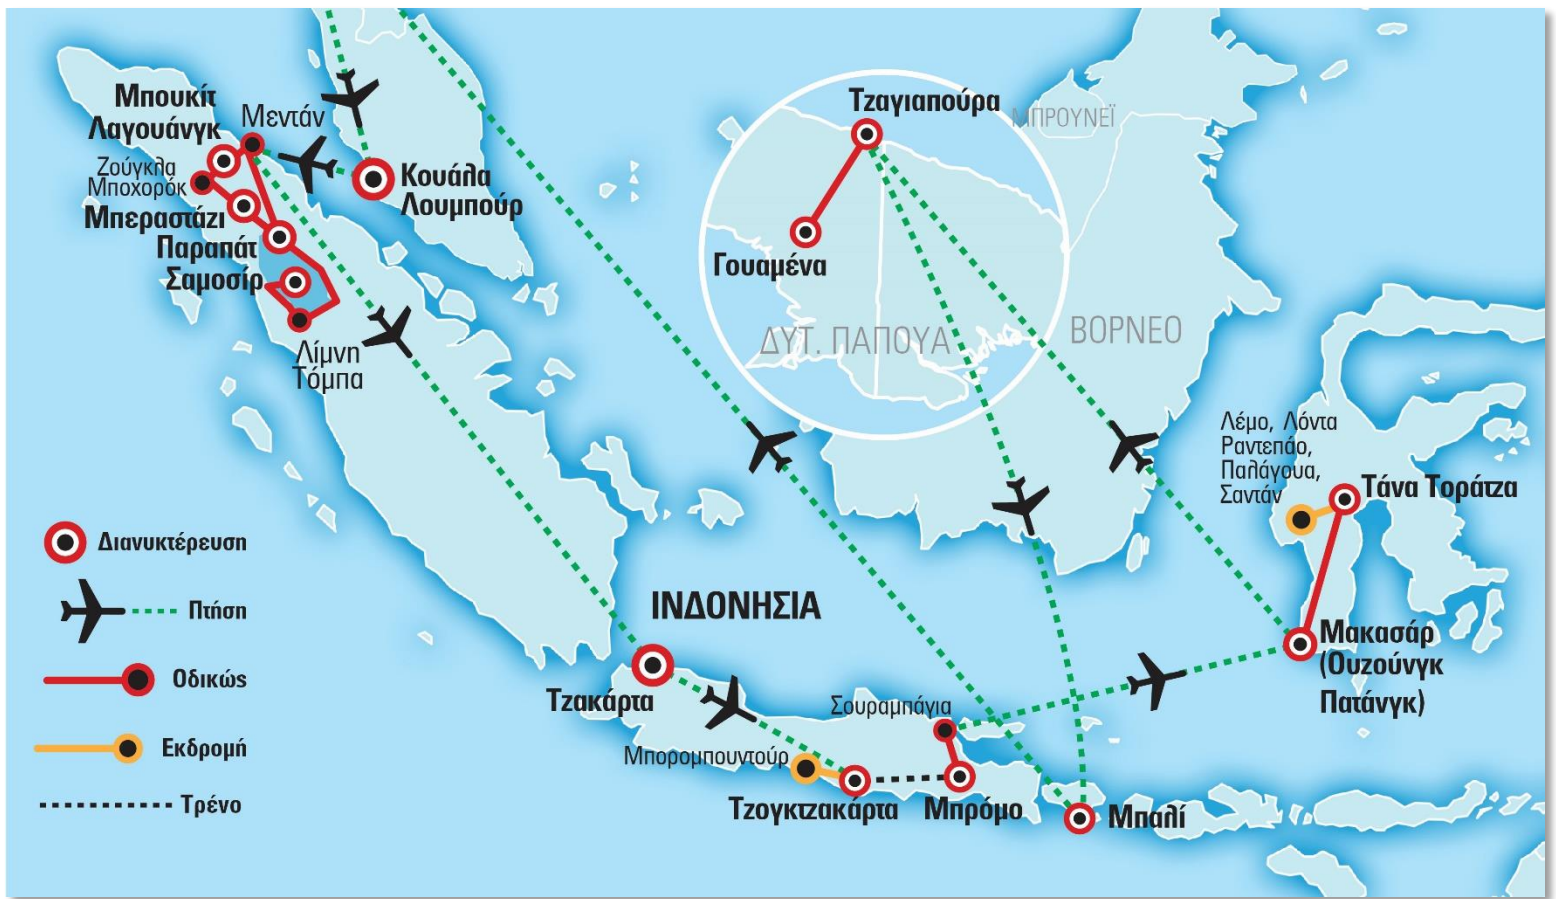 Μπουκίτ
Λαγουάνγκ
Μεντάν
Ζούγκλα
Μποχορόκ
Μπεραστάζι
Παραπάτ
Σαμοσίρ
Λίμνη
Τόμπα
Κουάλα
Λουμπούρ
Τζαγιαπούρα
ΜΠΡΟΥΝΕΪ
Γουαμένα
ΔΥΤ. ΠΑΠΟΥΑ
ΒΟΡΝΕΟ
Λέμο, Λόντα
Ραντεπάο,
Παλάγουα,
Σαντάν
Τάνα Τοράτζα
Διανυκτέρευση
Πτήση
Οδικώς
Εκδρομή
Τρένο
ΙΝΔΟΝΗΣΙΑ
Μακασάρ
(Ουζούνγκ
Πατάνγκ)
Τζακάρτα
Σουραμπάγια
Μπορομπουντούρ
Τζογκτζακάρτα
Μπρόμο
Μπαλί